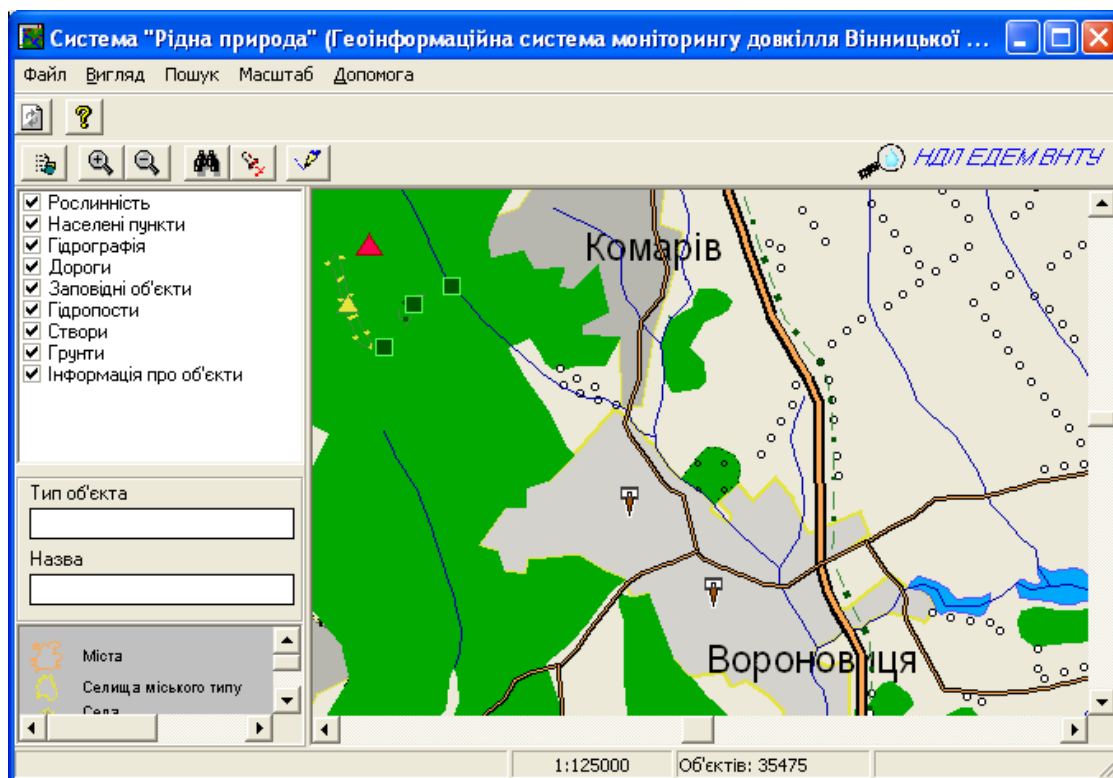 Система "Рідна природа" (Геоінформаційна система моніторингу довкілля Вінницької ...
Файл Вигляд Пошук Масштаб Допомога
НДЛ ЕДЕМ ВНТУ
Рослинність
Населені пункти
Гідрографія
Дороги
Заповідні об'єкти
Гідропости
Створи
Грунти
Інформація про об'єкти
Тип об'єкта
Назва
Міста
Селища міського типу
Села
Комарів
Вороновиця
1:125000 Об'єктів: 35475